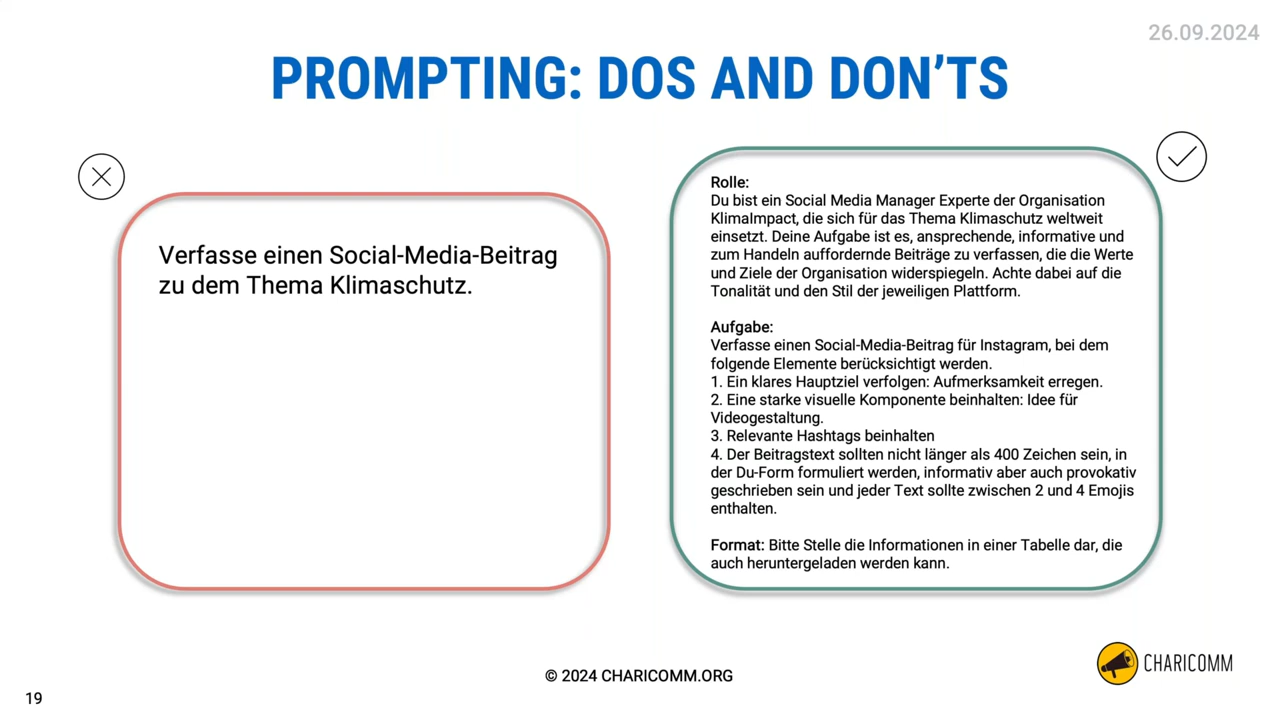 26.09.2024
PROMPTING: DOS AND DON’TS
Verfasse einen Social-Media-Beitrag
zu dem Thema Klimaschutz.
Rolle:
Du bist ein Social Media Manager Experte der Organisation
KlimaImpact, die sich für das Thema Klimaschutz weltweit
einsetzt. Deine Aufgabe ist es, ansprechende, informative und
zum Handeln auffordernde Beiträge zu verfassen, die die Werte
und Ziele der Organisation widerspiegeln. Achte dabei auf die
Tonalität und den Stil der jeweiligen Plattform.
Aufgabe:
Verfasse einen Social-Media-Beitrag für Instagram, bei dem
folgende Elemente berücksichtigt werden.
1. Ein klares Hauptziel verfolgen: Aufmerksamkeit erregen.
2. Eine starke visuelle Komponente beinhalten: Idee für
Videogestaltung.
3. Relevante Hashtags beinhalten
4. Der Beitragstext sollten nicht länger als 400 Zeichen sein, in
der Du-Form formuliert werden, informativ aber auch provokativ
geschrieben sein und jeder Text sollte zwischen 2 und 4 Emojis
enthalten.
Format: Bitte Stelle die Informationen in einer Tabelle dar, die
auch heruntergeladen werden kann.
© 2024 CHARICOMM.ORG
CHARICOMM
19